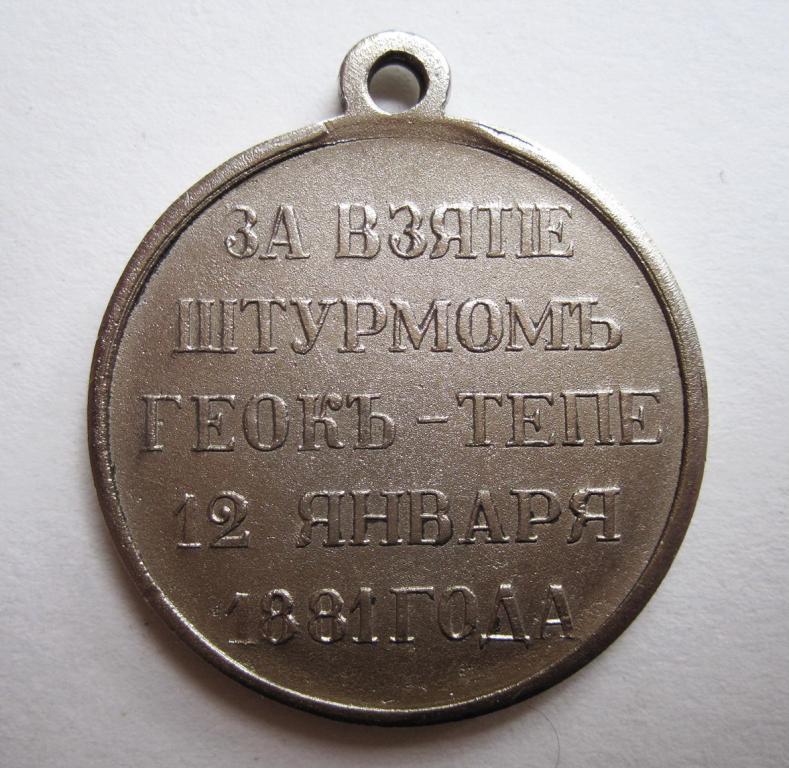 ЗА ВЗЯТІЕ
ШТУРМОМЪ
ГЕОКЪ - ТЕПЕ
12 ЯНВАРЯ
1881 ГОДА